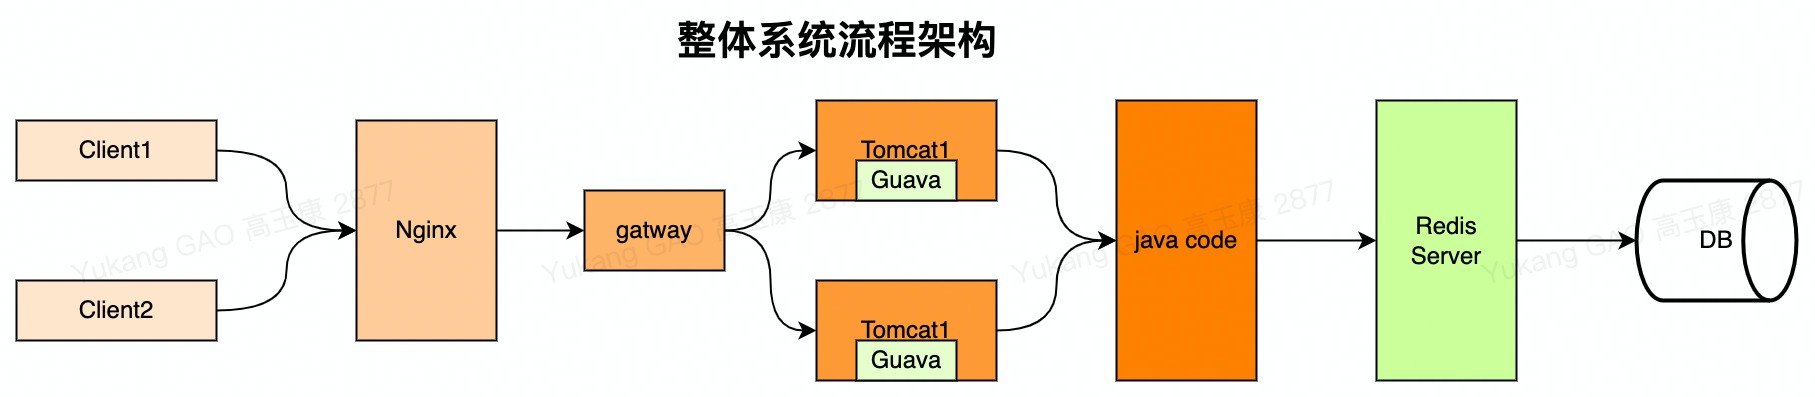 整体系统流程架构
Client1
Client2
Nginx
gatway
Tomcat1
Guava
Tomcat1
Guava
java code
Redis
Server
DB
Yukang GAO 高玉康 2877
Yukang GAO 高玉康 2877
Yukang GAO 高玉康 2877
Yukang GAO 高玉康 2877